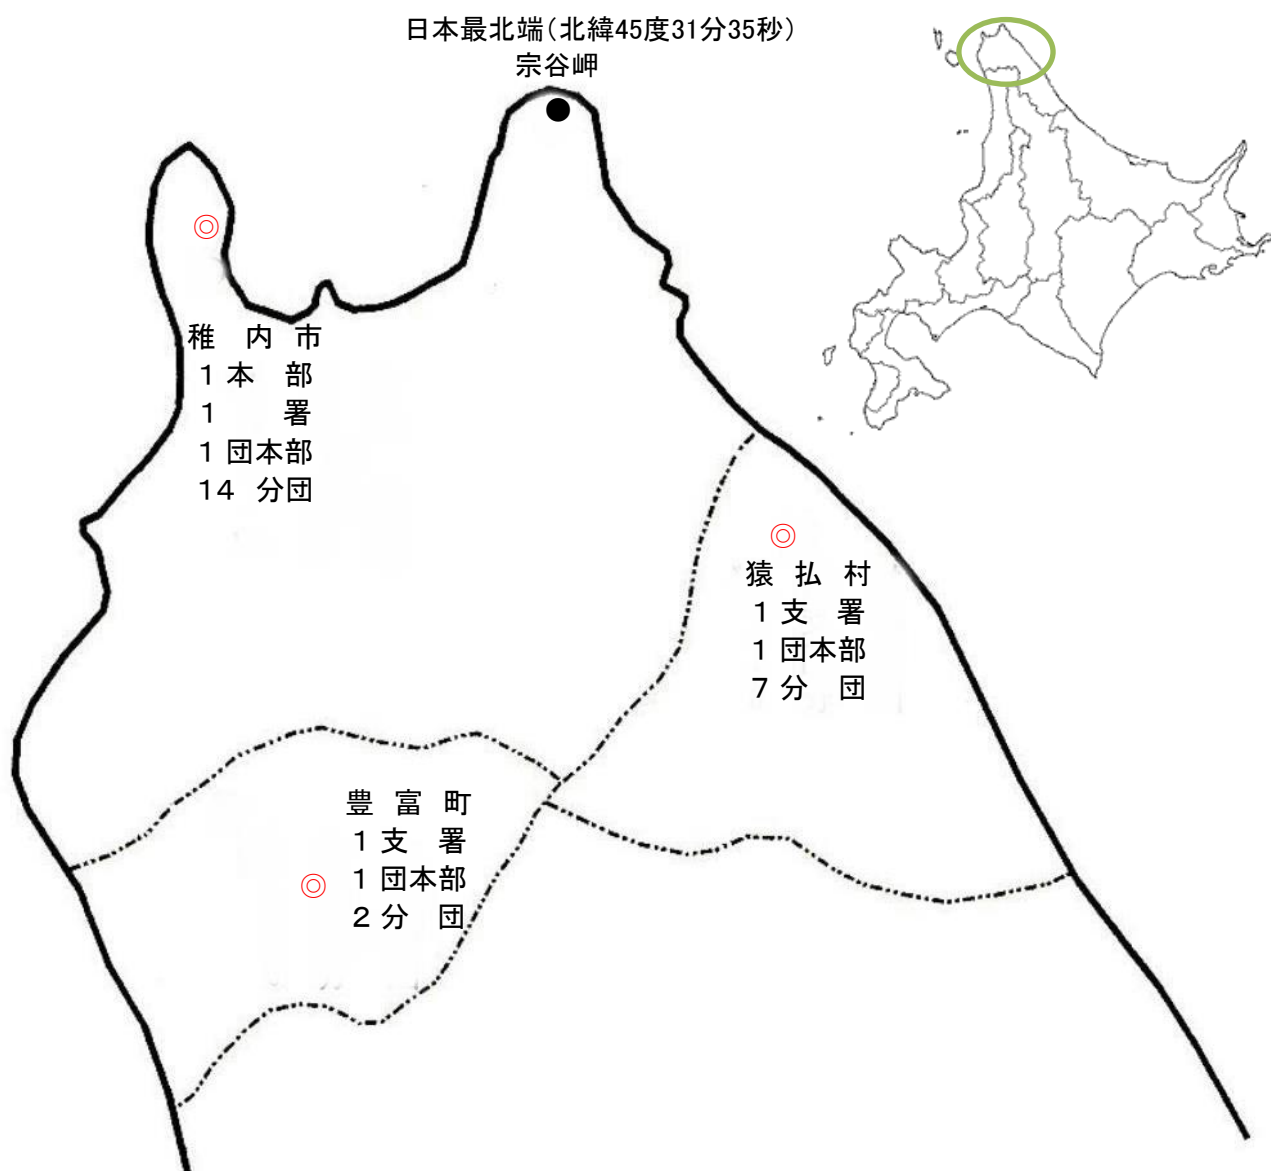 日本最北端(北緯45度31分35秒)
宗谷岬
稚 内 市
1 本 部
1 署
1 団本部
14 分団
猿 払 村
1 支 署
1 団本部
7 分 団
豊 富 町
1 支 署
1 団本部
2 分 団